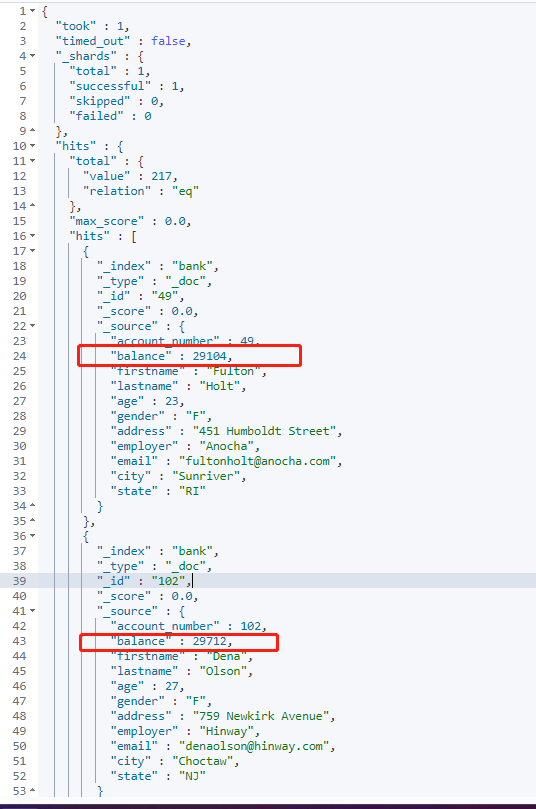 1 {
2 "took" : 1,
3 "timed_out" : false,
4 "_shards" : {
5 "total" : 1,
6 "successful" : 1,
7 "skipped" : 0,
8 "failed" : 0
9 },
10 "hits" : {
11 "total" : {
12 "value" : 217,
13 "relation" : "eq"
14 },
15 "max_score" : 0.0,
16 "hits" : [
17 {
18 "_index" : "bank",
19 "_type" : "_doc",
20 "_id" : "49",
21 "_score" : 0.0,
22 "_source" : {
23 "account_number" : 49,
24 "balance" : 29104,
25 "firstname" : "Fulton",
26 "lastname" : "Holt",
27 "age" : 23,
28 "gender" : "F",
29 "address" : "451 Humboldt Street",
30 "employer" : "Anocha",
31 "email" : "fultonholt@anocha.com",
32 "city" : "Sunriver",
33 "state" : "RI"
34 }
35 },
36 {
37 "_index" : "bank",
38 "_type" : "_doc",
39 "_id" : "102",
40 "_score" : 0.0,
41 "_source" : {
42 "account_number" : 102,
43 "balance" : 29712,
44 "firstname" : "Dena",
45 "lastname" : "Olson",
46 "age" : 27,
47 "gender" : "F",
48 "address" : "759 Newkirk Avenue",
49 "employer" : "Hinway",
50 "email" : "denaolson@hinway.com",
51 "city" : "Choctaw",
52 "state" : "NJ"
53 }